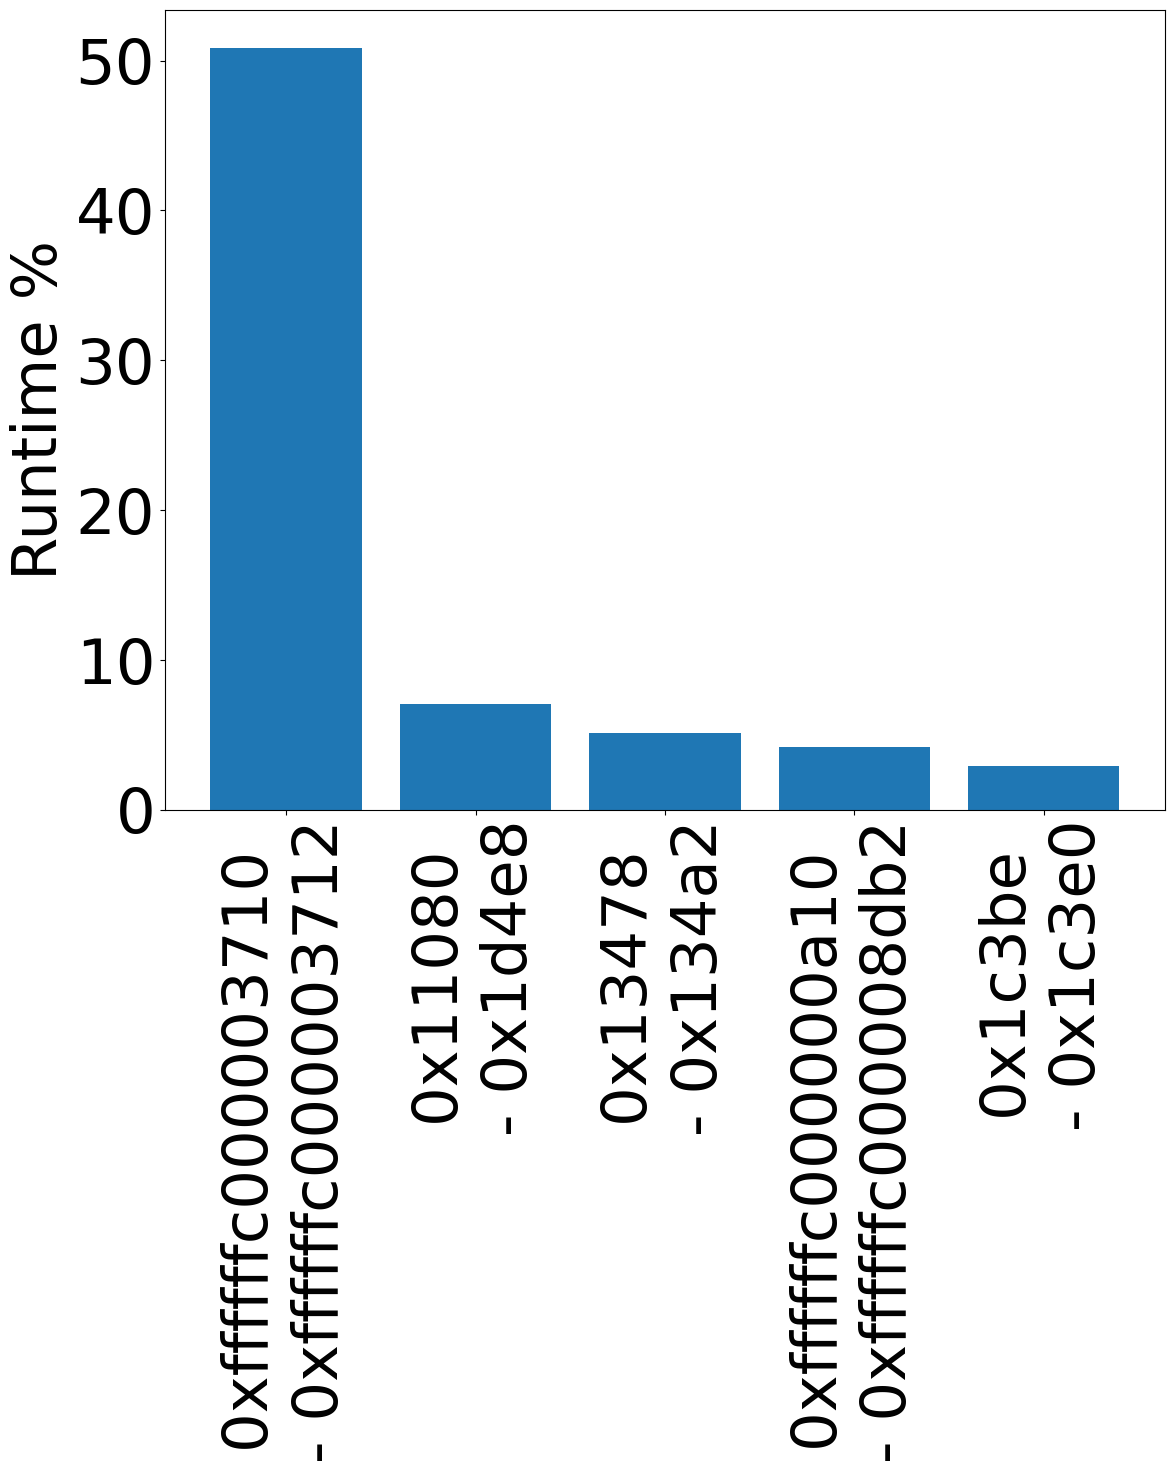 Runtime %
50
40
30
20
10
0
0xffffffc000003710
- 0xffffffc000003712
0x11080
- 0x1d4e8
0x13478
- 0x134a2
0xffffffc000000a10
- 0xffffffc000008db2
0x1c3be
- 0x1c3e0